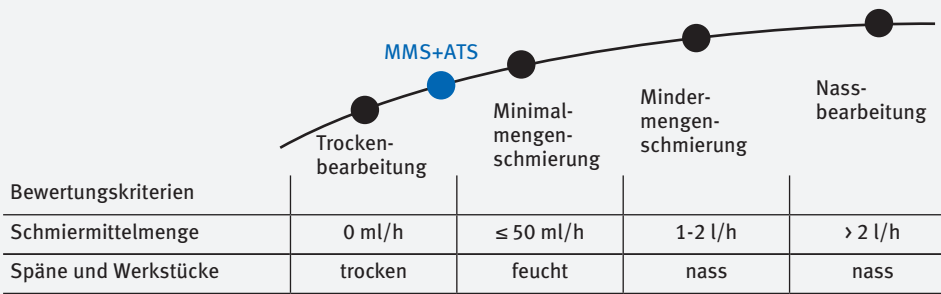 MMS+ATS
Trocken-
bearbeitung
Minimal-
mengen-
schmierung
Minder-
mengen-
schmierung
Nass-
bearbeitung
Bewertungskriterien
Schmiermittelmenge 0 ml/h ≤ 50 ml/h 1-2 l/h › 2 l/h
Späne und Werkstücke trocken feucht nass nass